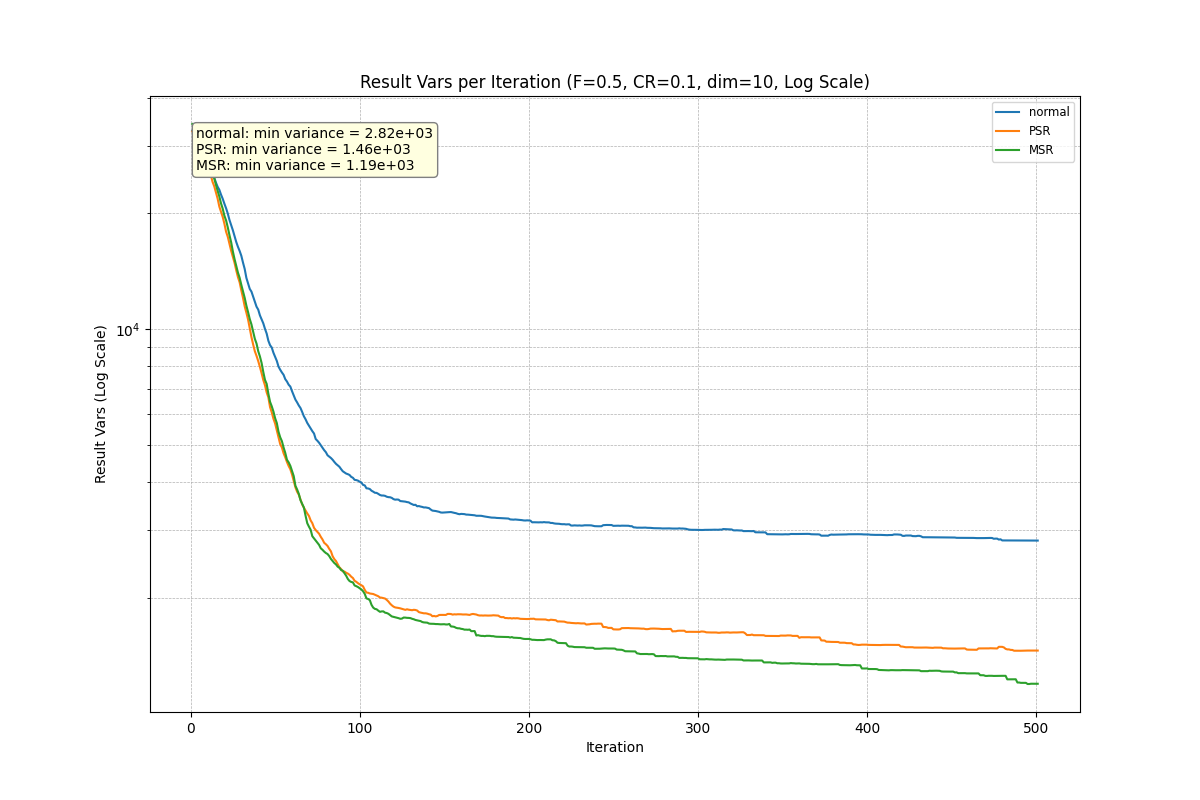 Result Vars per Iteration (F=0.5, CR=0.1, dim=10, Log Scale)
normal: min variance = 2.82e+03
PSR: min variance = 1.46e+03
MSR: min variance = 1.19e+03
normal
PSR
MSR
Result Vars (Log Scale)
10⁴
0
100
200
300
400
500
Iteration